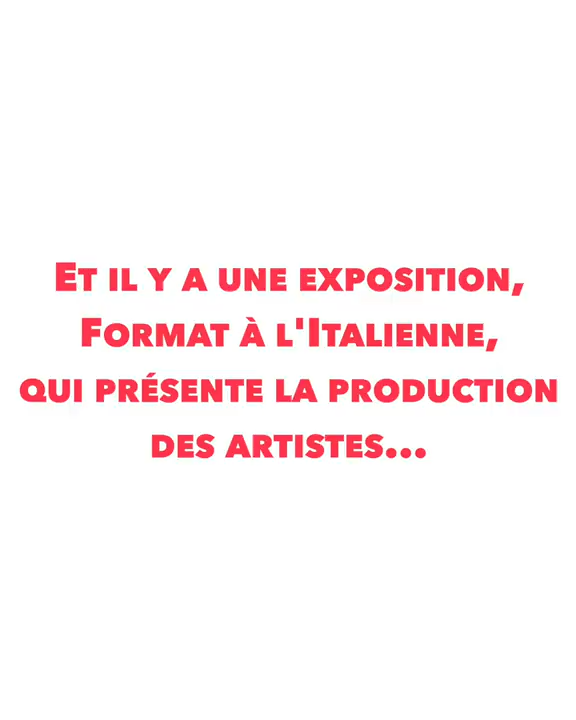 Et il y a une exposition,
Format à l'Italienne,
qui présente la production
des artistes...